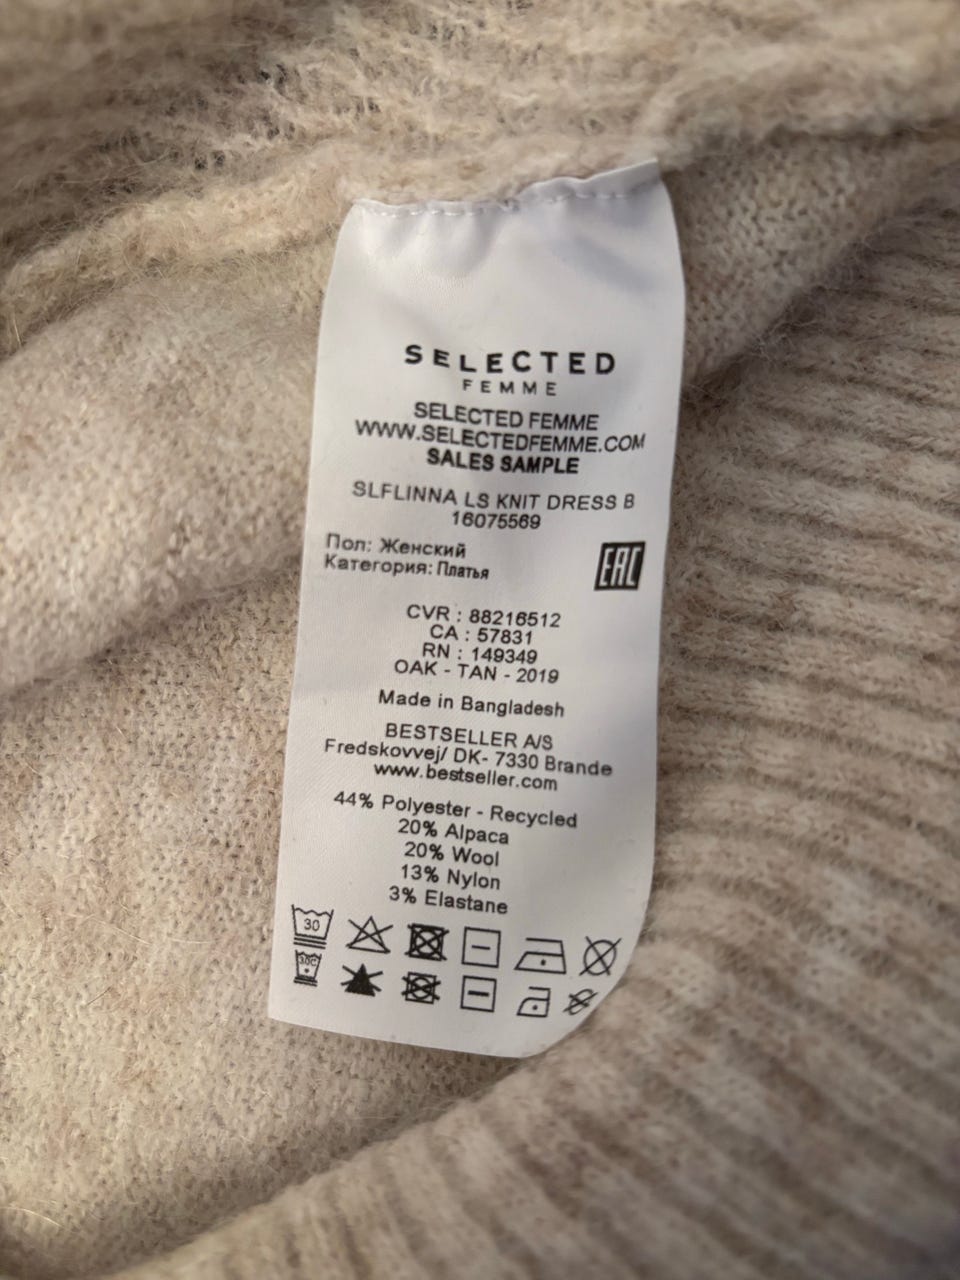 SELECTED
FEMME
SELECTED FEMME
WWW.SELECTEDFEMME.COM
SALES SAMPLE
SLFLINNA LS KNIT DRESS B
16075569
Пол: Женский
Категория: Платья
EAC
CVR : 88216512
CA : 57831
RN : 149349
OAK - TAN - 2019
Made in Bangladesh
BESTSELLER A/S
Fredskovvej/ DK- 7330 Brande
www.bestseller.com
44% Polyester - Recycled
20% Alpaca
20% Wool
13% Nylon
3% Elastane
30
30C